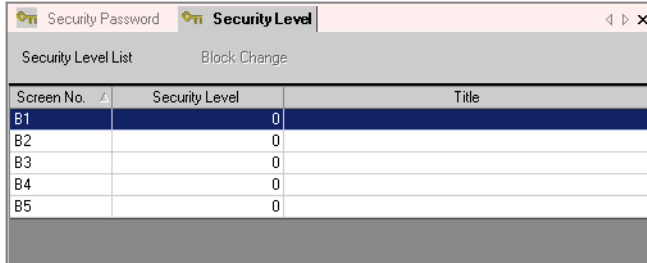 Security Password Security Level
Security Level List Block Change
Screen No. Security Level Title
B1 0
B2 0
B3 0
B4 0
B5 0